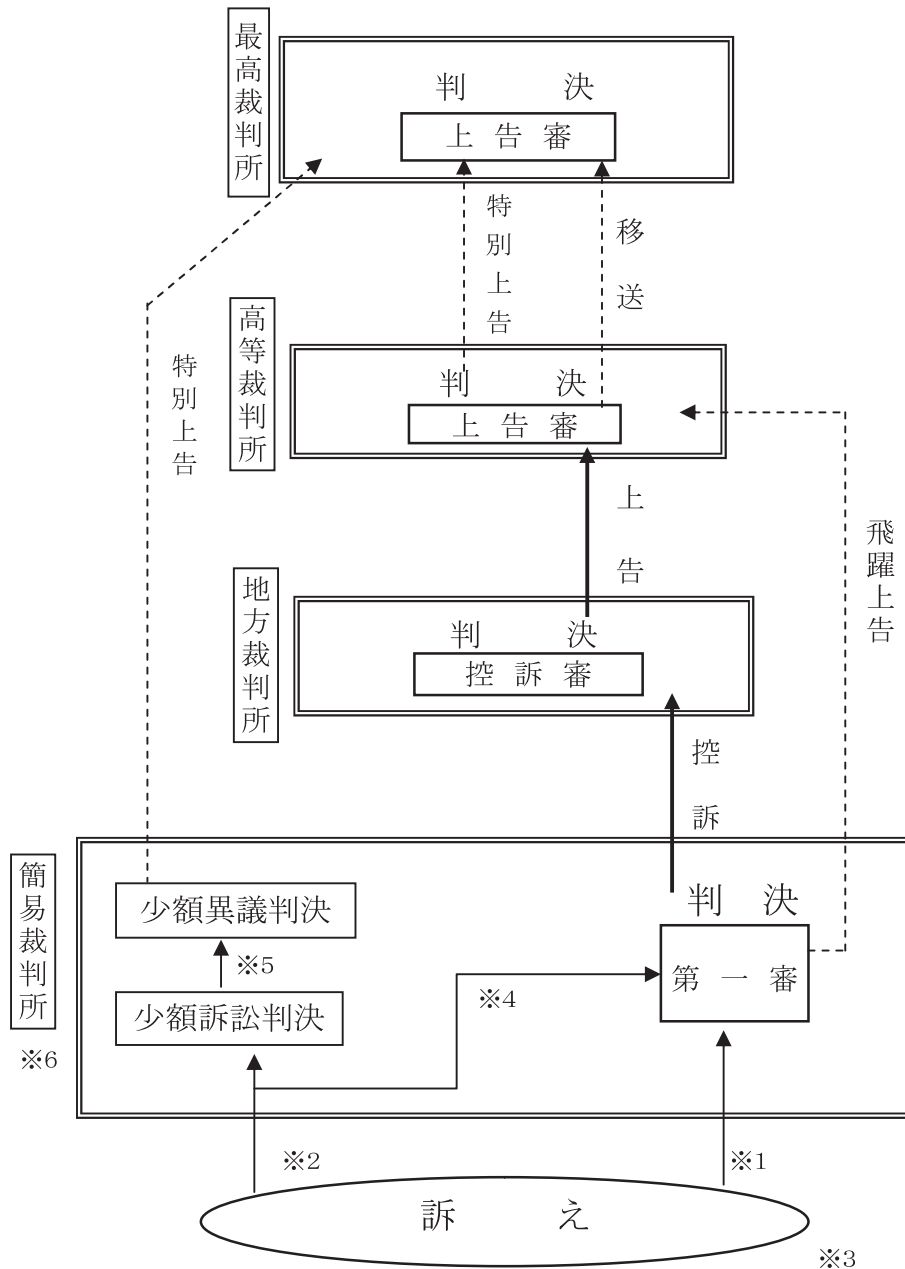 最高裁判所
判決
上告審
特別上告
移送
高等裁判所
判決
上告審
特別上告
上告
飛躍上告
地方裁判所
判決
控訴審
控訴
簡易裁判所
少額異議判決
判決
※5
第一審
※4
少額訴訟判決
※6
※2
※1
訴え
※3